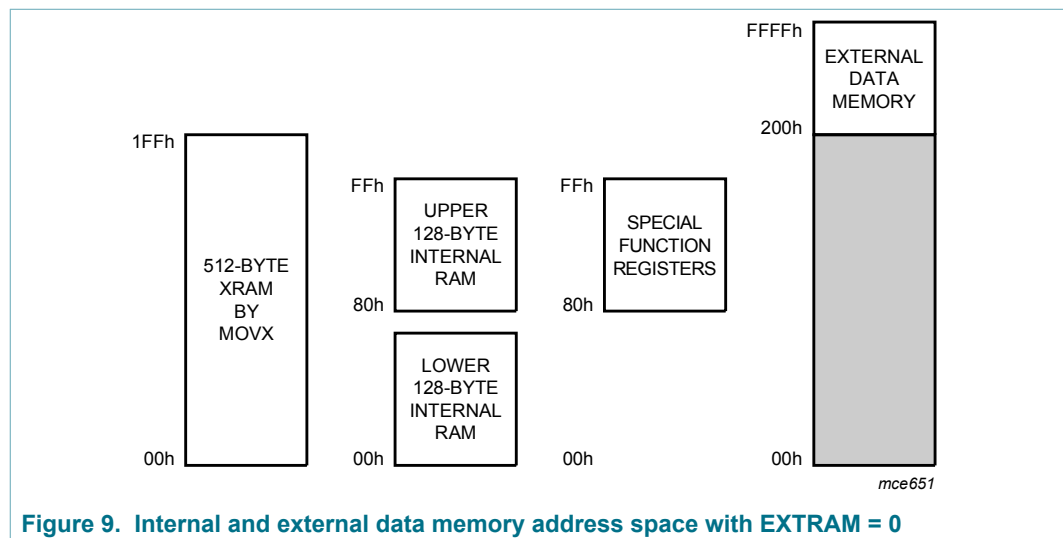 1FFh
512-BYTE
XRAM
BY
MOVX
00h
FFh
UPPER
128-BYTE
INTERNAL
RAM
80h
LOWER
128-BYTE
INTERNAL
RAM
00h
FFh
SPECIAL
FUNCTION
REGISTERS
80h
00h
FFFFh
EXTERNAL
DATA
MEMORY
200h
00h
mce651
Figure 9. Internal and external data memory address space with EXTRAM = 0